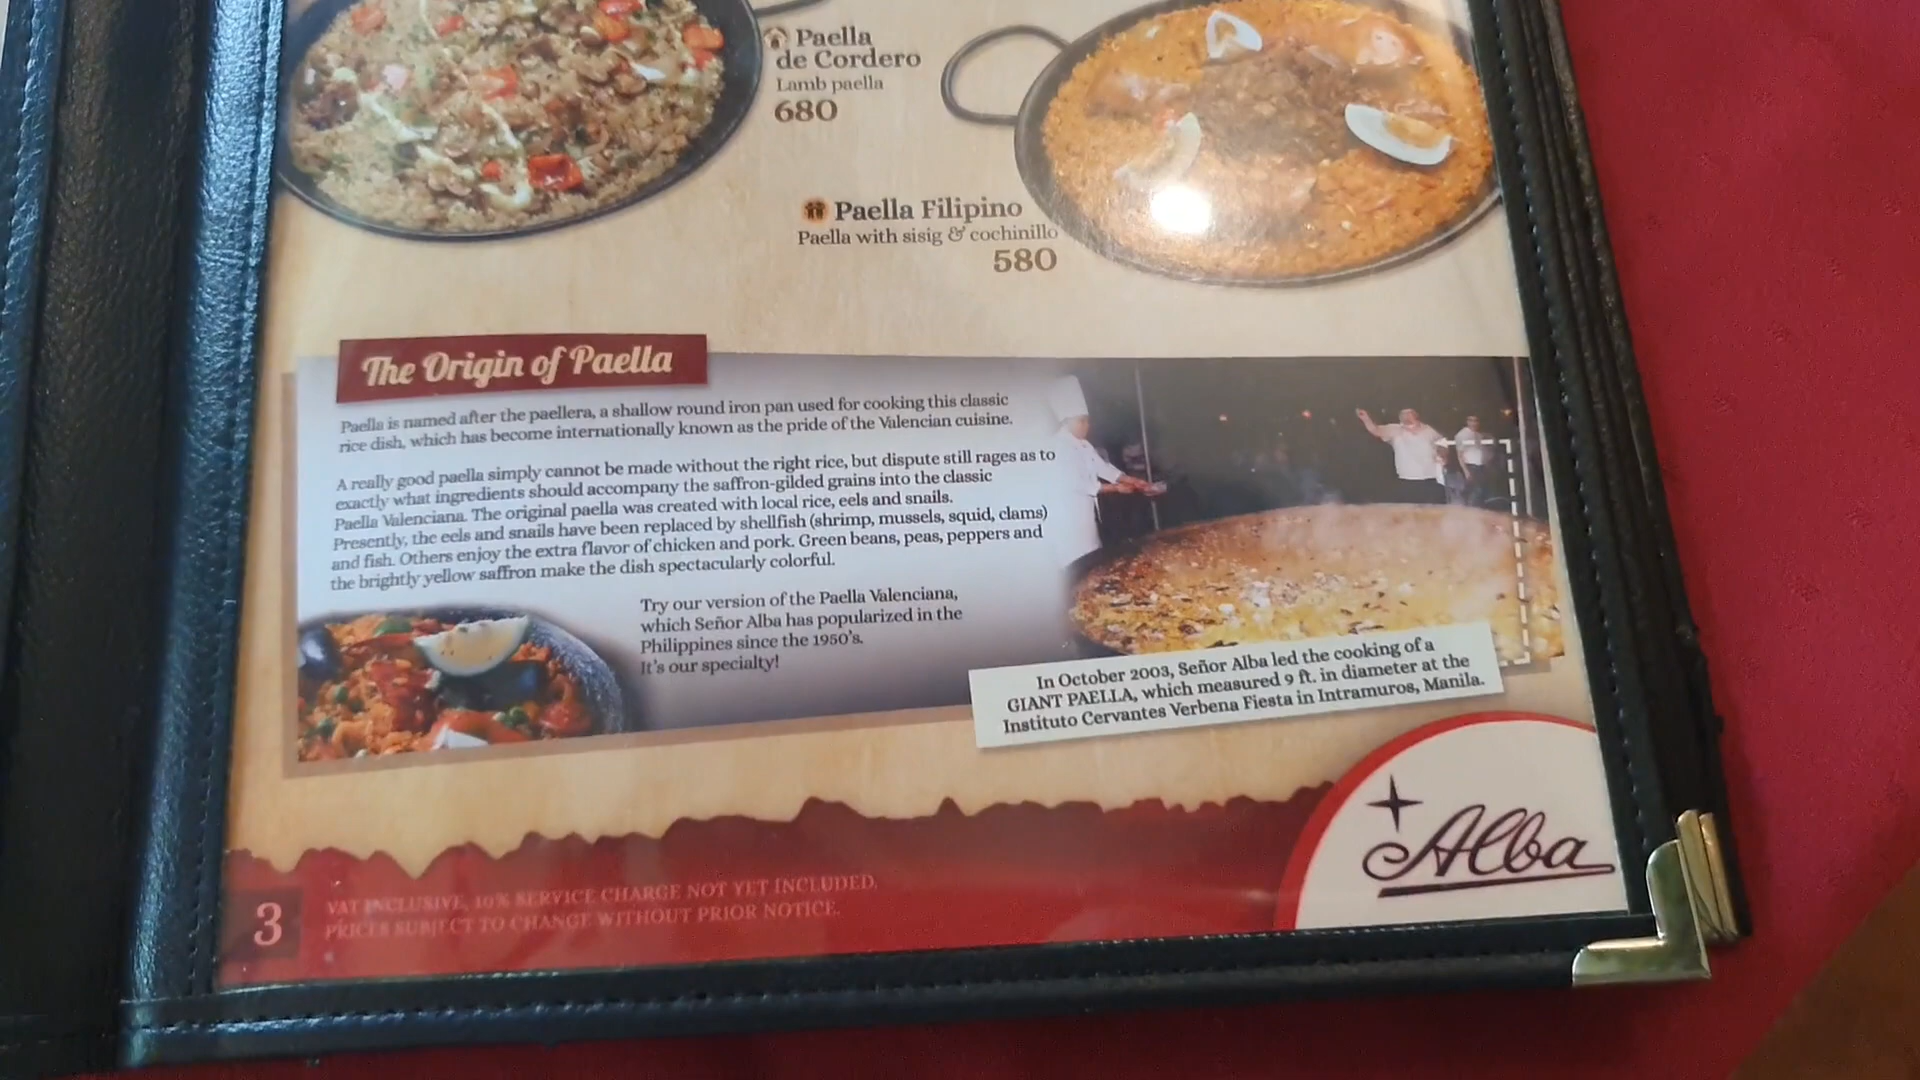 Paella
de Cordero
Lamb paella
680
Paella Filipino
Paella with sisig & cochinillo
580
The Origin of Paella
Paella is named after the paellera, a shallow round iron pan used for cooking this classic
rice dish, which has become internationally known as the pride of the Valencian cuisine.
A really good paella simply cannot be made without the right rice, but dispute still rages as to
exactly what ingredients should accompany the saffron-gilded grains into the classic
Paella Valenciana. The original paella was created with local rice, eels and snails.
Presently, the eels and snails have been replaced by shellfish (shrimp, mussels, squid, clams)
and fish. Others enjoy the extra flavor of chicken and pork. Green beans, peas, peppers and
the brightly yellow saffron make the dish spectacularly colorful.
Try our version of the Paella Valenciana,
which Señor Alba has popularized in the
Philippines since the 1950's.
It's our specialty!
In October 2003, Señor Alba led the cooking of a
GIANT PAELLA, which measured 9 ft. in diameter at the
Instituto Cervantes Verbena Fiesta in Intramuros, Manila.
Alba
3
VAT INCLUSIVE, 10% SERVICE CHARGE NOT YET INCLUDED.
PRICES SUBJECT TO CHANGE WITHOUT PRIOR NOTICE.